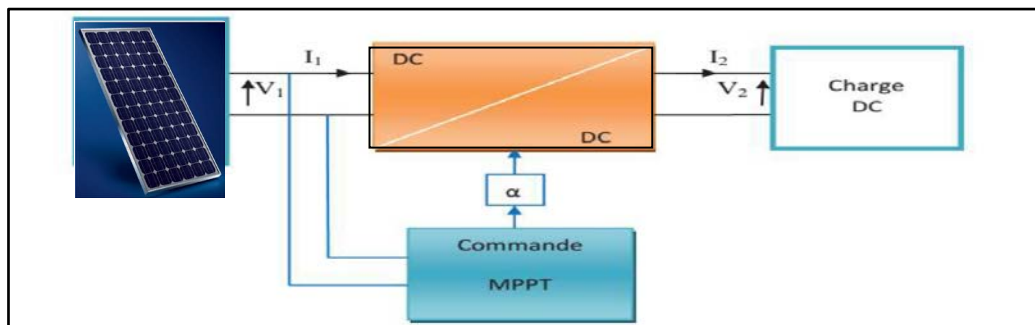 I₁
DC
I₂
V₁
V₂
Charge
DC
DC
α
Commande
MPPT